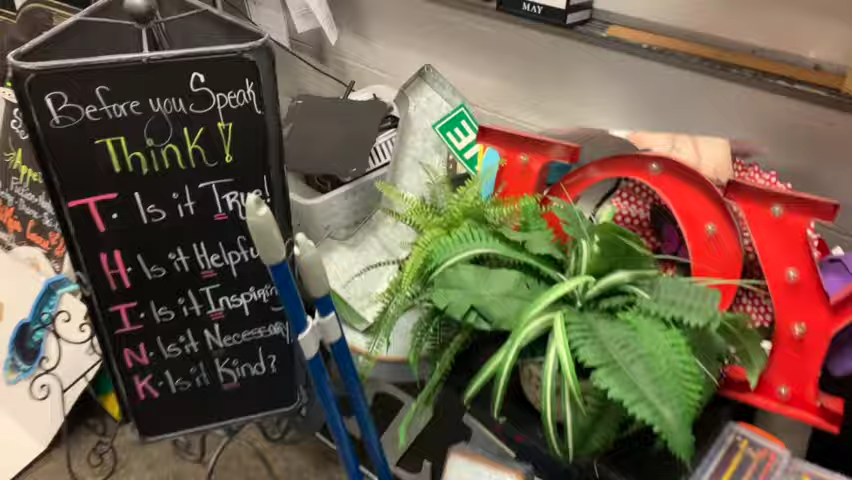 MAY
Before you Speak
Think!
T. Is it True!
H. Is it Helpful
I. Is it Inspiring
N. Is it Necessary
K. Is it Kind?